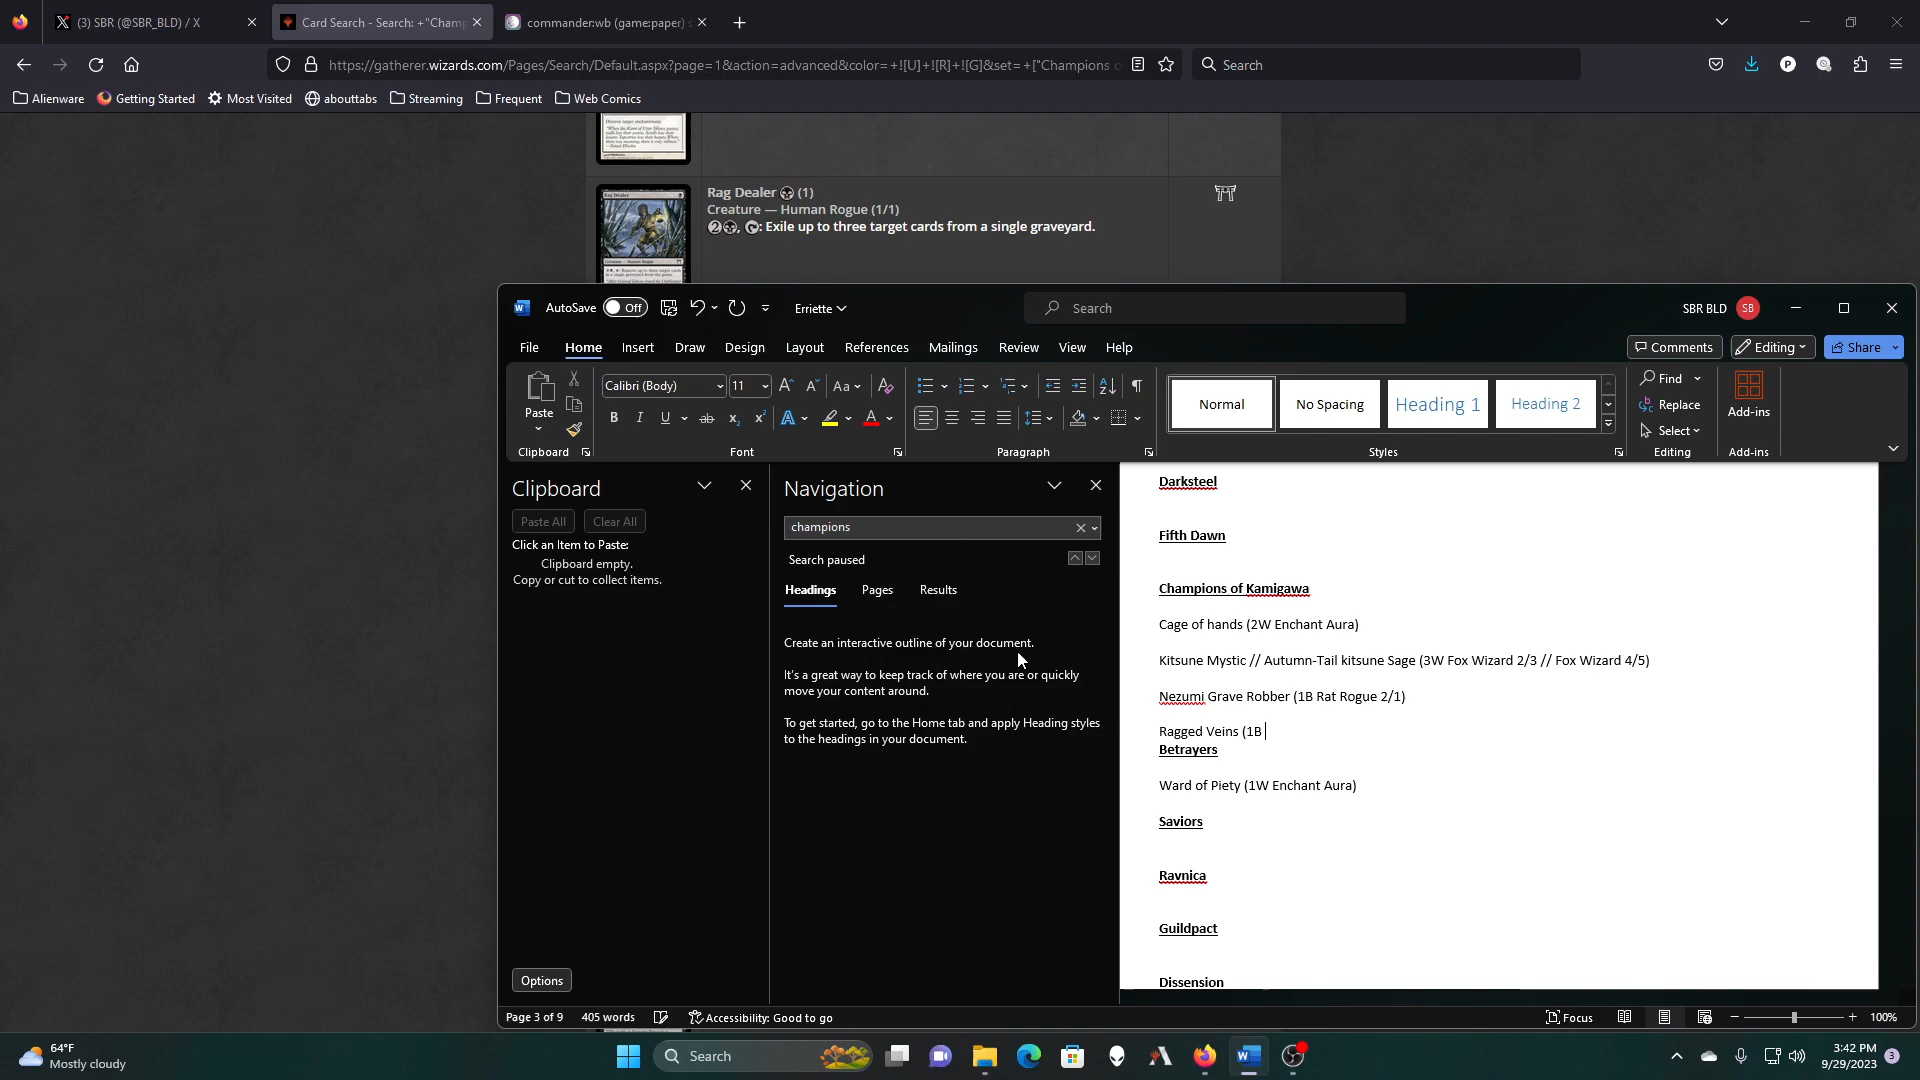 (3) SBR (@SBR_BLD) / X
Card Search - Search: +"Champ
commander:wb (game:paper) s
https://gatherer.wizards.com/Pages/Search/Default.aspx?page=1&action=advanced&color=+![U]+![R]+![G]&set=+["Champions o
Search
Alienware
Getting Started
Most Visited
abouttabs
Streaming
Frequent
Web Comics
Destroy target enchantment.
Rag Dealer (1)
Creature — Human Rogue (1/1)
2, : Exile up to three target cards from a single graveyard.
Rag Dealer
Creature — Human Rogue
AutoSave Off
Erriette
Search
SBR BLD SB
File Home Insert Draw Design Layout References Mailings Review View Help
Comments Editing Share
Paste
Calibri (Body) 11
Normal
No Spacing
Heading 1
Heading 2
Find
Replace
Select
Add-ins
Clipboard Font Paragraph Styles Editing Add-ins
Clipboard
Paste All Clear All
Click an Item to Paste:
Clipboard empty.
Copy or cut to collect items.
Options
Navigation
champions
Search paused
Headings Pages Results
Create an interactive outline of your document.
It's a great way to keep track of where you are or quickly
move your content around.
To get started, go to the Home tab and apply Heading styles
to the headings in your document.
Darksteel
Fifth Dawn
Champions of Kamigawa
Cage of hands (2W Enchant Aura)
Kitsune Mystic // Autumn-Tail kitsune Sage (3W Fox Wizard 2/3 // Fox Wizard 4/5)
Nezumi Grave Robber (1B Rat Rogue 2/1)
Ragged Veins (1B
Betrayers
Ward of Piety (1W Enchant Aura)
Saviors
Ravnica
Guildpact
Dissension
Page 3 of 9 405 words Accessibility: Good to go
Focus 100%
64°F
Mostly cloudy
Search
3:42 PM
9/29/2023
3